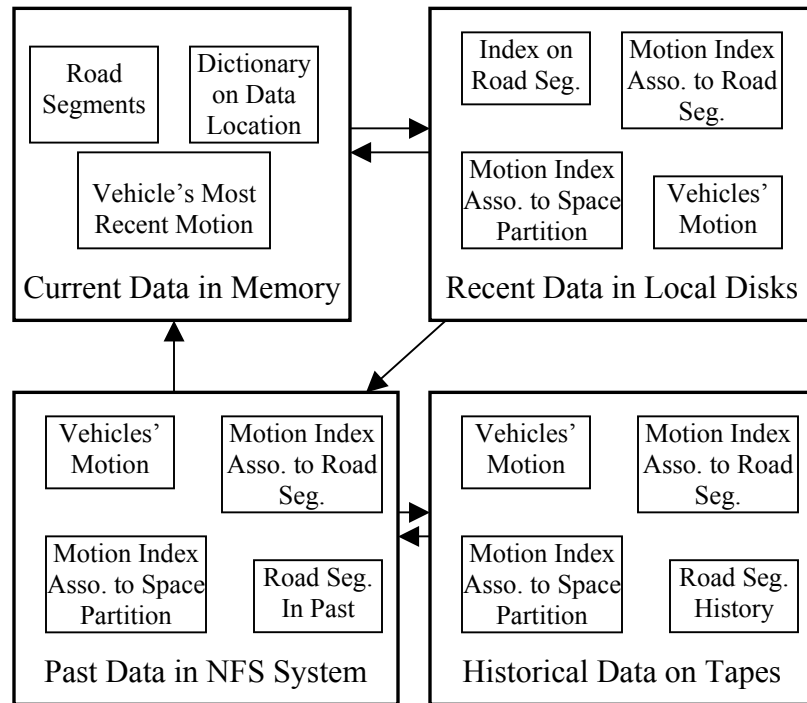 Road
Segments
Dictionary
on Data
Location
Vehicle’s Most
Recent Motion
Current Data in Memory
Index on
Road Seg.
Motion Index
Asso. to Road
Seg.
Motion Index
Asso. to Space
Partition
Vehicles’
Motion
Recent Data in Local Disks
Vehicles’
Motion
Motion Index
Asso. to Road
Seg.
Motion Index
Asso. to Space
Partition
Road Seg.
In Past
Past Data in NFS System
Vehicles’
Motion
Motion Index
Asso. to Road
Seg.
Motion Index
Asso. to Space
Partition
Road Seg.
History
Historical Data on Tapes